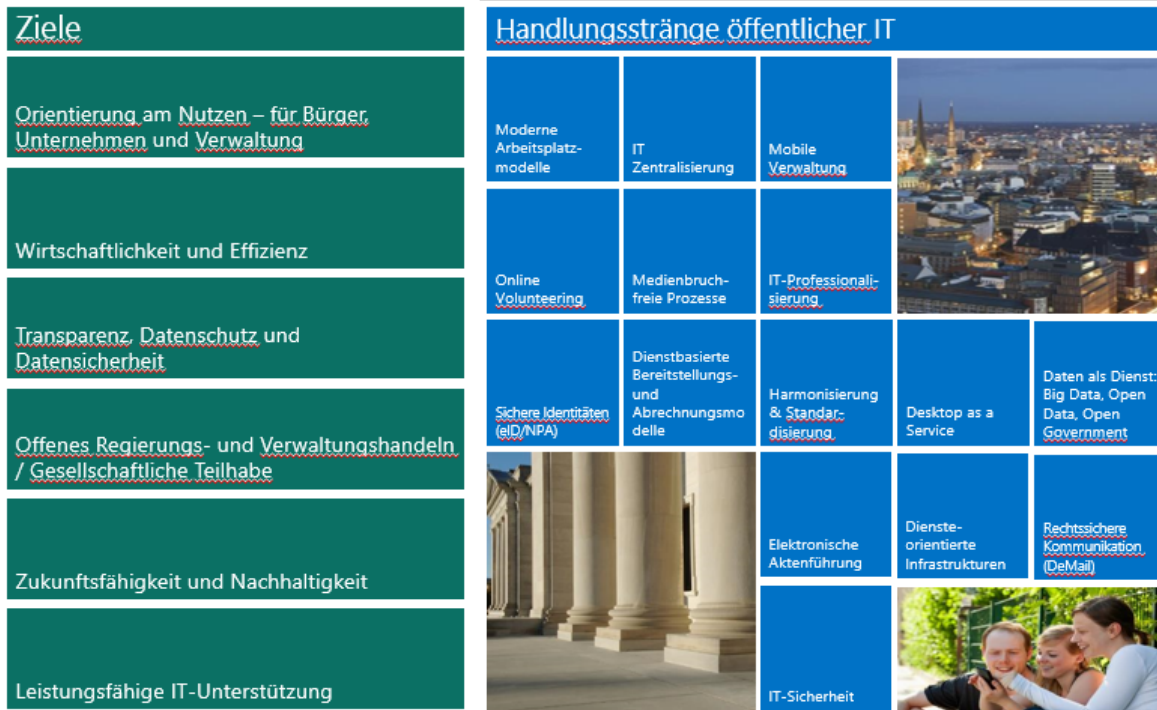 Ziele
Orientierung am Nutzen – für Bürger,
Unternehmen und Verwaltung
Wirtschaftlichkeit und Effizienz
Transparenz, Datenschutz und
Datensicherheit
Offenes Regierungs- und Verwaltungshandeln
/ Gesellschaftliche Teilhabe
Zukunftsfähigkeit und Nachhaltigkeit
Leistungsfähige IT-Unterstützung
Handlungsstränge öffentlicher IT
Moderne
Arbeitsplatz-
modelle
IT
Zentralisierung
Mobile
Verwaltung
Online
Volunteering
Medienbruch-
freie Prozesse
IT-Professionali-
sierung
Sichere Identitäten
(eID/NPA)
Dienstbasierte
Bereitstellungs-
und
Abrechnungsmo
delle
Harmonisierung
& Standar-
disierung
Desktop as a
Service
Daten als Dienst:
Big Data, Open
Data, Open
Government
Elektronische
Aktenführung
Dienste-
orientierte
Infrastrukturen
Rechtssichere
Kommunikation
(DeMail)
IT-Sicherheit